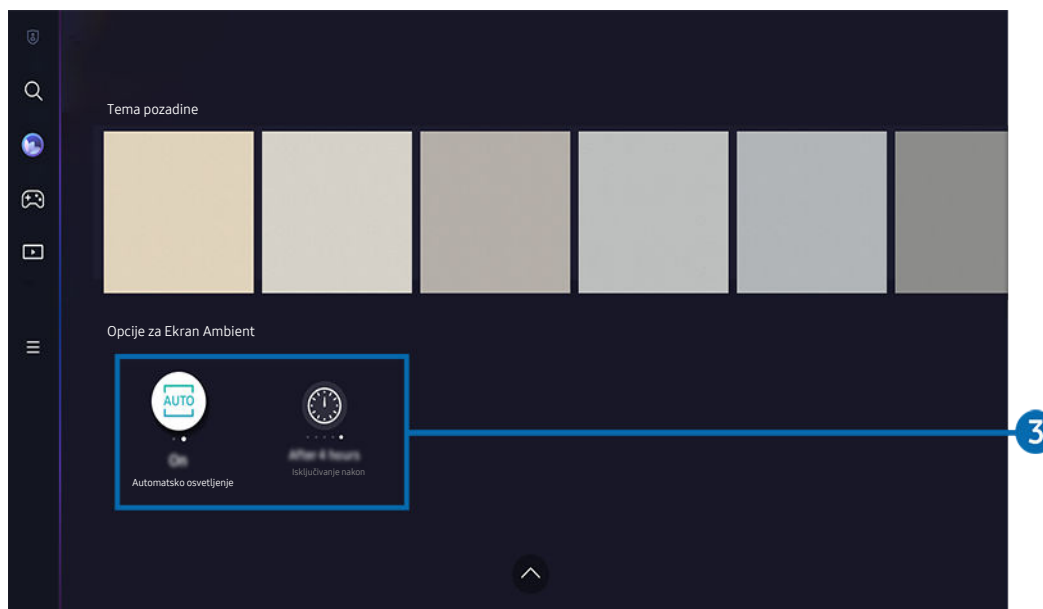 Tema pozadine
Opcije za Ekran Ambient
AUTO
On
After 4 hours
Automatsko osvetljenje
Isključivanje nakon
3